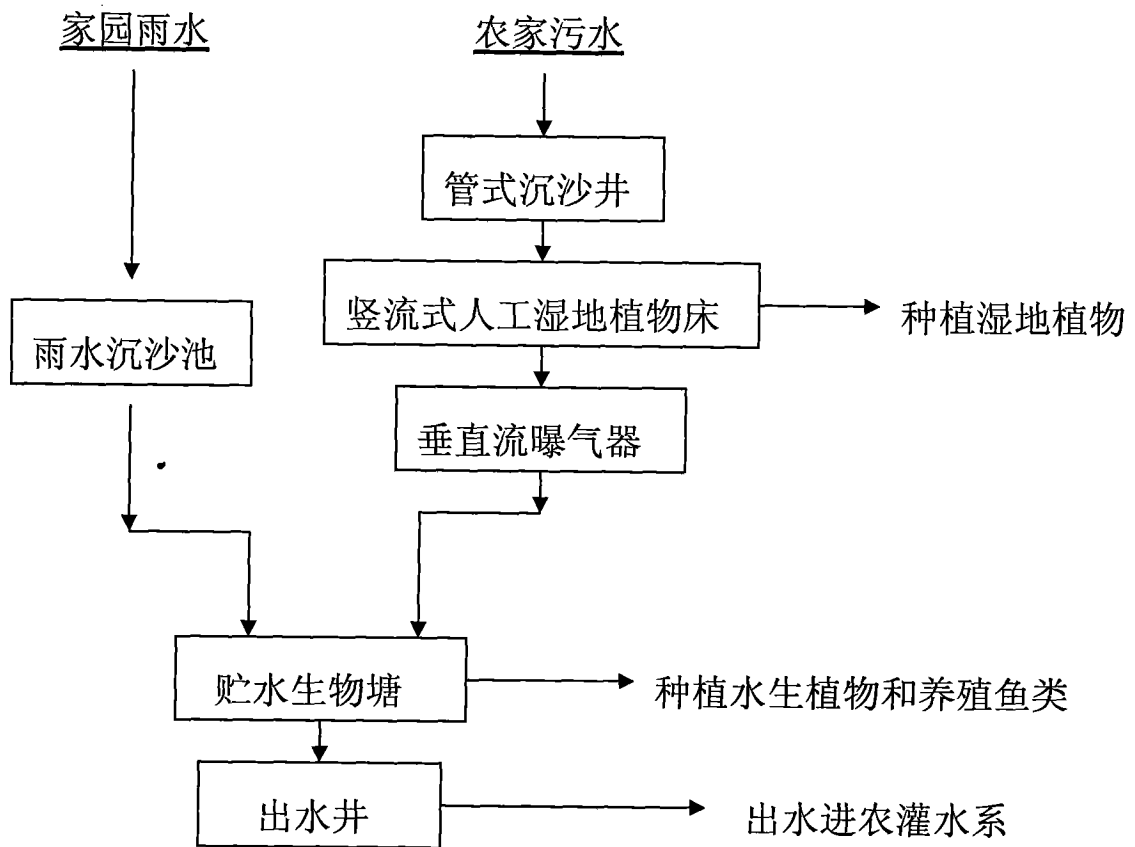 家园雨水
农家污水
管式沉沙井
竖流式人工湿地植物床
种植湿地植物
雨水沉沙池
垂直流曝气器
贮水生物塘
种植水生植物和养殖鱼类
出水井
出水进农灌水系